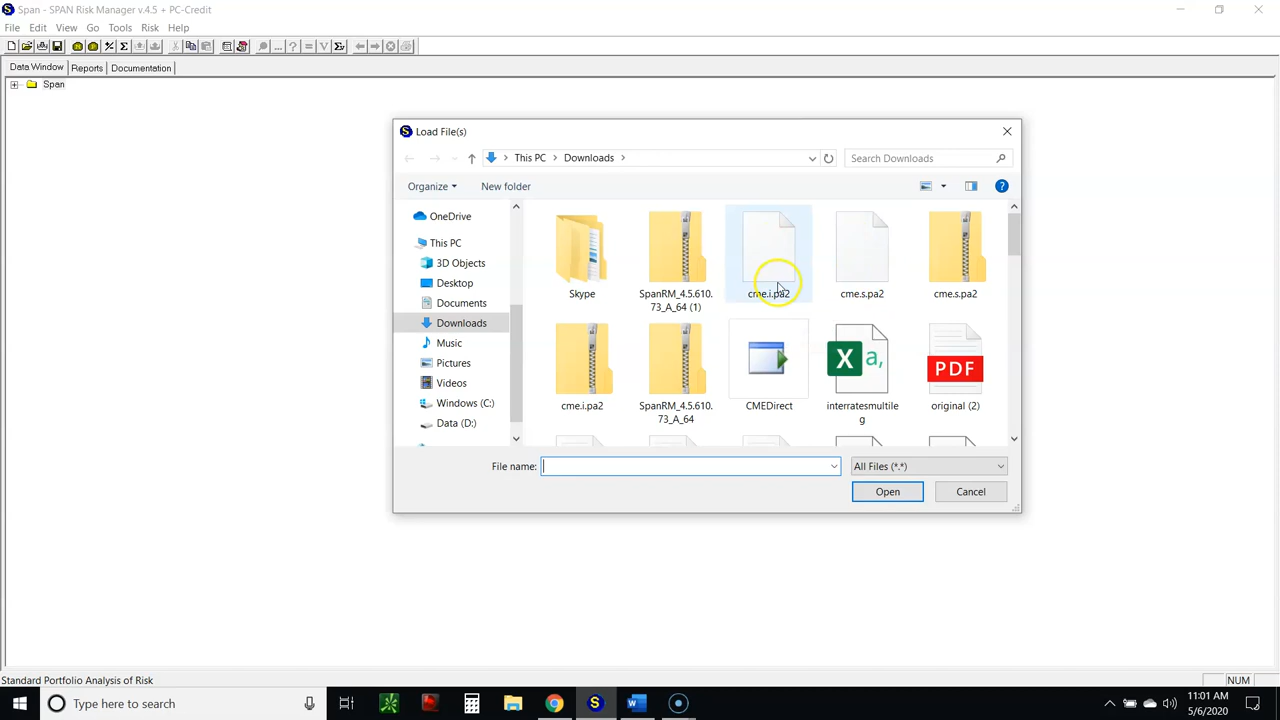 Span - SPAN Risk Manager v.4.5 + PC-Credit
File Edit View Go Tools Risk Help
Data Window Reports Documentation
Span
Load File(s)
This PC > Downloads >
Search Downloads
Organize
New folder
OneDrive
This PC
3D Objects
Desktop
Documents
Downloads
Music
Pictures
Videos
Windows (C:)
Data (D:)
Skype
SpanRM_4.5.610.
73_A_64 (1)
cme.i.pa2
cme.s.pa2
cme.s.pa2
cme.i.pa2
SpanRM_4.5.610.
73_A_64
CMEDirect
X a,
interratesmultile
g
PDF
original (2)
File name:
All Files (*.*)
Open
Cancel
Standard Portfolio Analysis of Risk
NUM
Type here to search
11:01 AM
5/6/2020